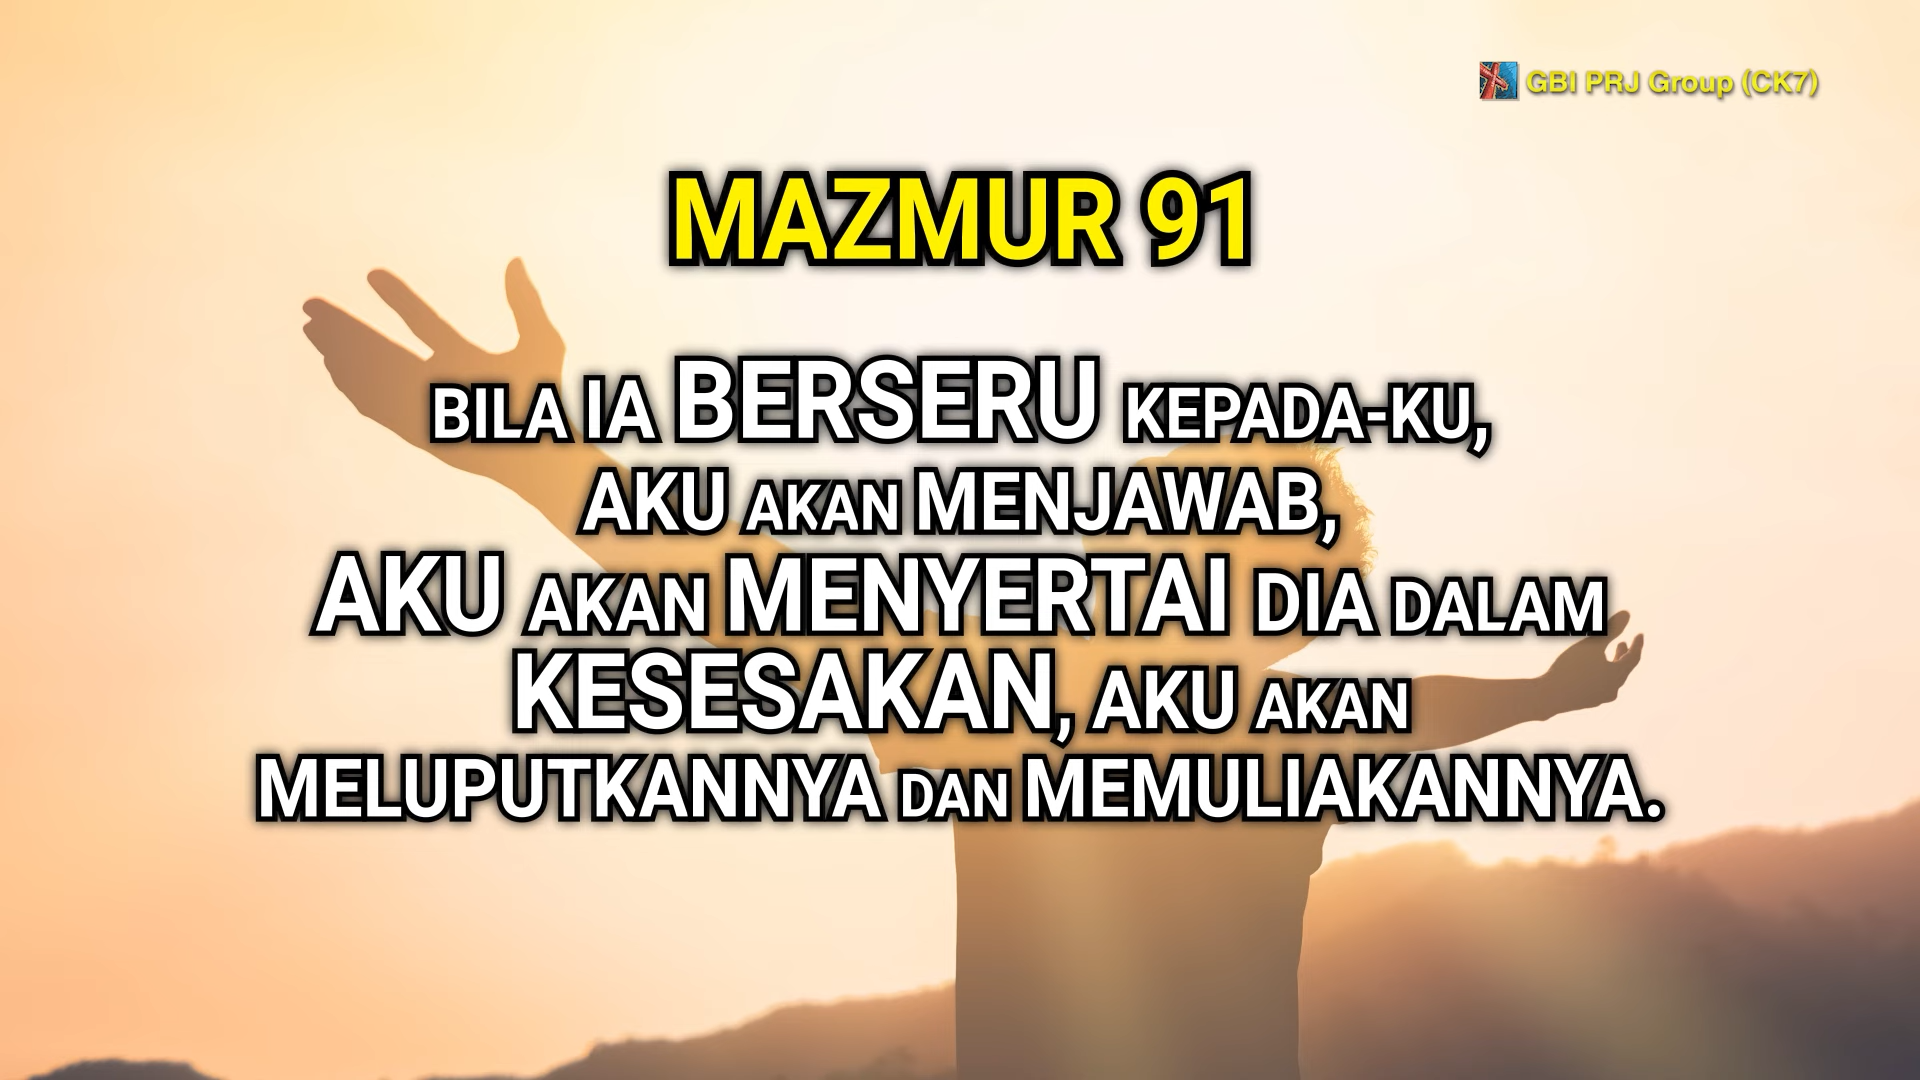 GBI PRJ Group (CK7)
MAZMUR 91
BILA IA BERSERU KEPADA-KU,
AKU AKAN MENJAWAB,
AKU AKAN MENYERTAI DIA DALAM
KESESAKAN, AKU AKAN
MELUPUTKANNYA DAN MEMULIAKANNYA.